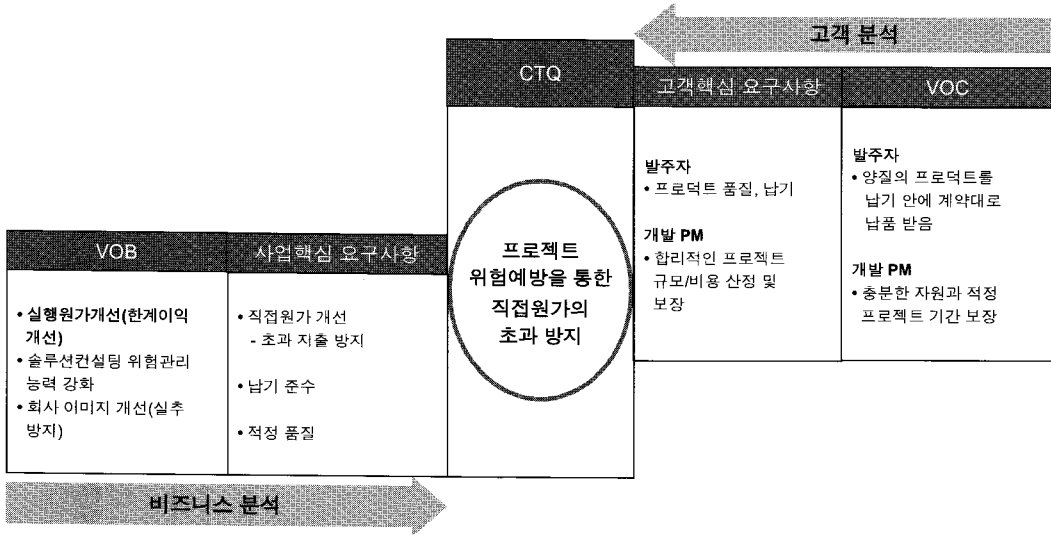 고객 분석
CTQ
고객핵심 요구사항
VOC
발주자
• 프로덕트 품질, 납기
개발 PM
• 합리적인 프로젝트
규모/비용 산정 및
보장
발주자
• 양질의 프로덕트를
납기 안에 계약대로
납품 받음
개발 PM
• 충분한 자원과 적정
프로젝트 기간 보장
프로젝트
위험예방을 통한
직접원가의
초과 방지
VOB
사업핵심 요구사항
• 실행원가개선(한계이익
개선)
• 솔루션컨설팅 위험관리
능력 강화
• 회사 이미지 개선(실추
방지)
• 직접원가 개선
- 초과 지출 방지
• 납기 준수
• 적정 품질
비즈니스 분석